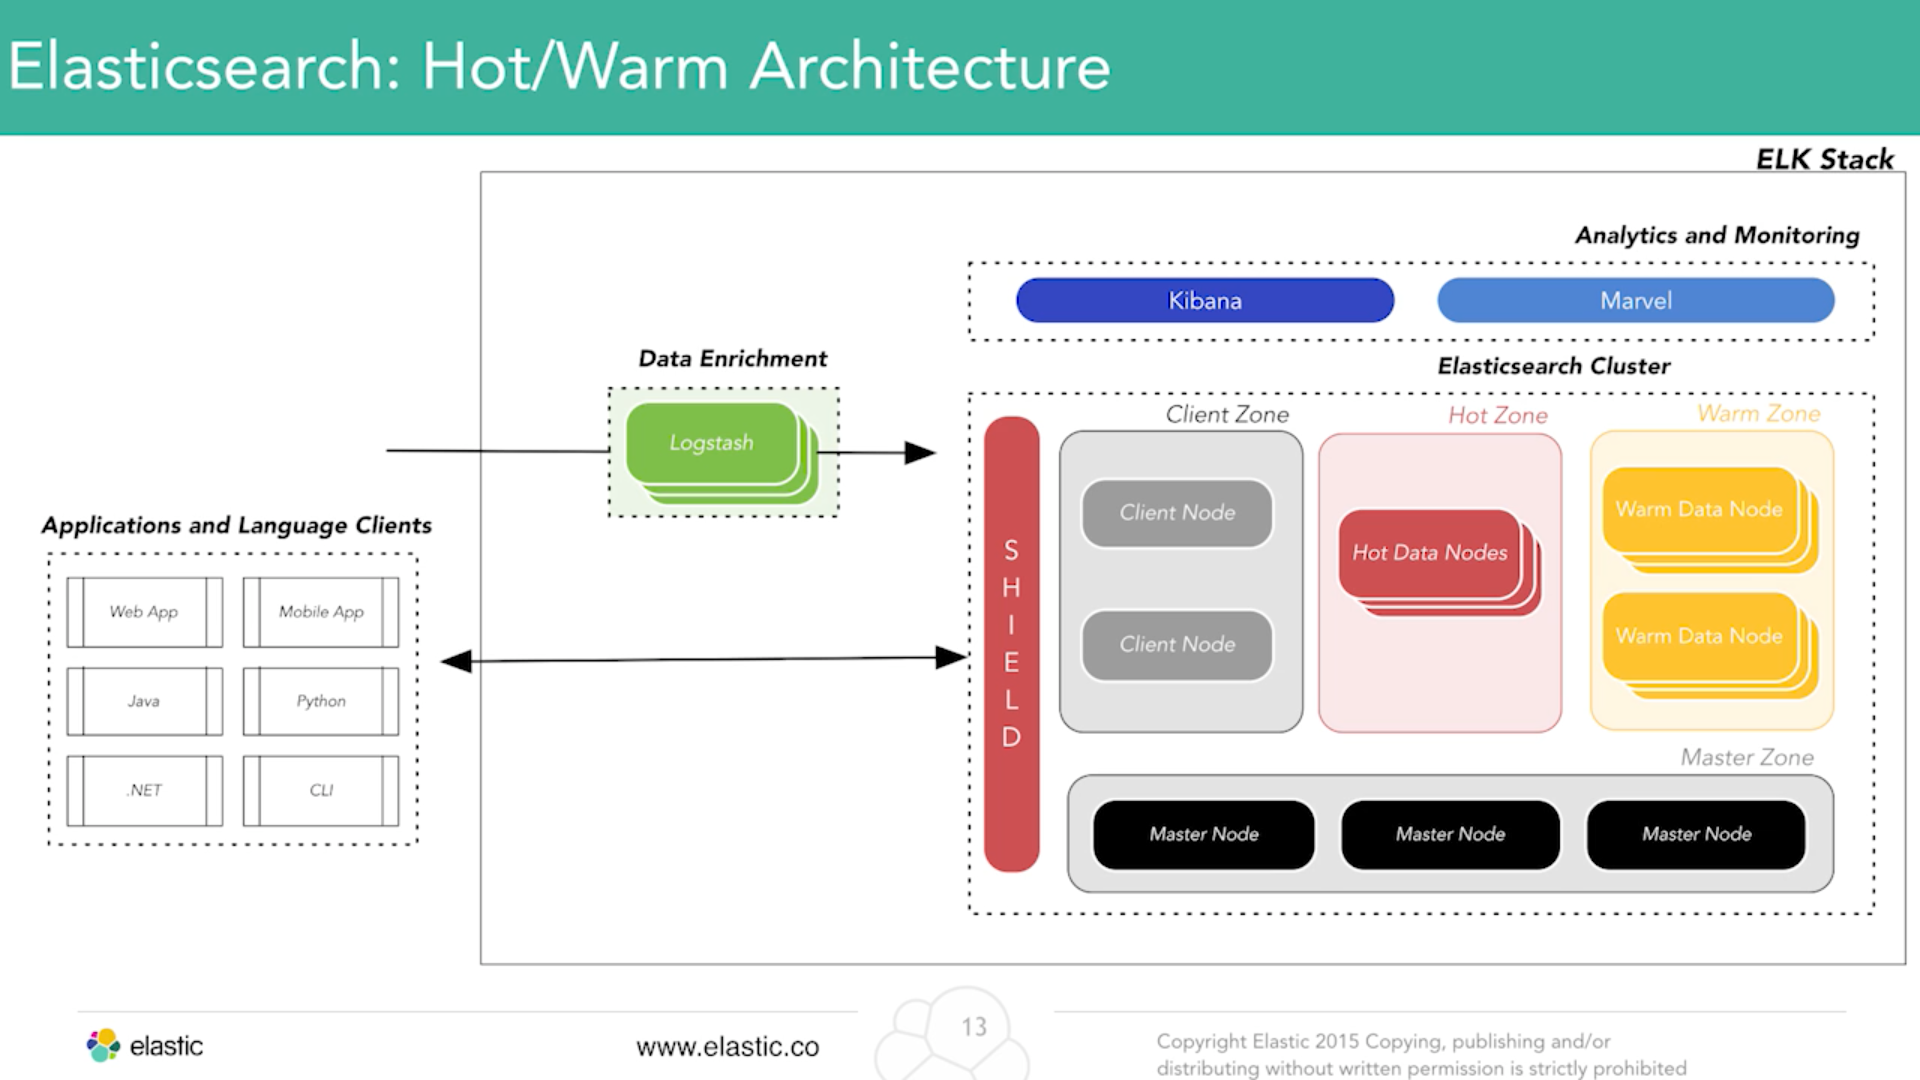 Elasticsearch: Hot/Warm Architecture
ELK Stack
Analytics and Monitoring
Kibana
Marvel
Data Enrichment
Logstash
Elasticsearch Cluster
Client Zone
Hot Zone
Warm Zone
SHIELD
Client Node
Client Node
Hot Data Nodes
Warm Data Node
Warm Data Node
Master Zone
Master Node
Master Node
Master Node
Applications and Language Clients
Web App
Mobile App
Java
Python
.NET
CLI
elastic
www.elastic.co
13
Copyright Elastic 2015 Copying, publishing and/or
distributing without written permission is strictly prohibited